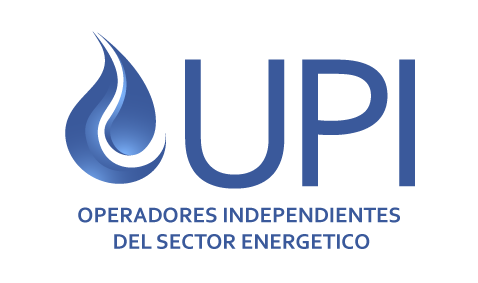 UPI
OPERADORES INDEPENDIENTES
DEL SECTOR ENERGETICO